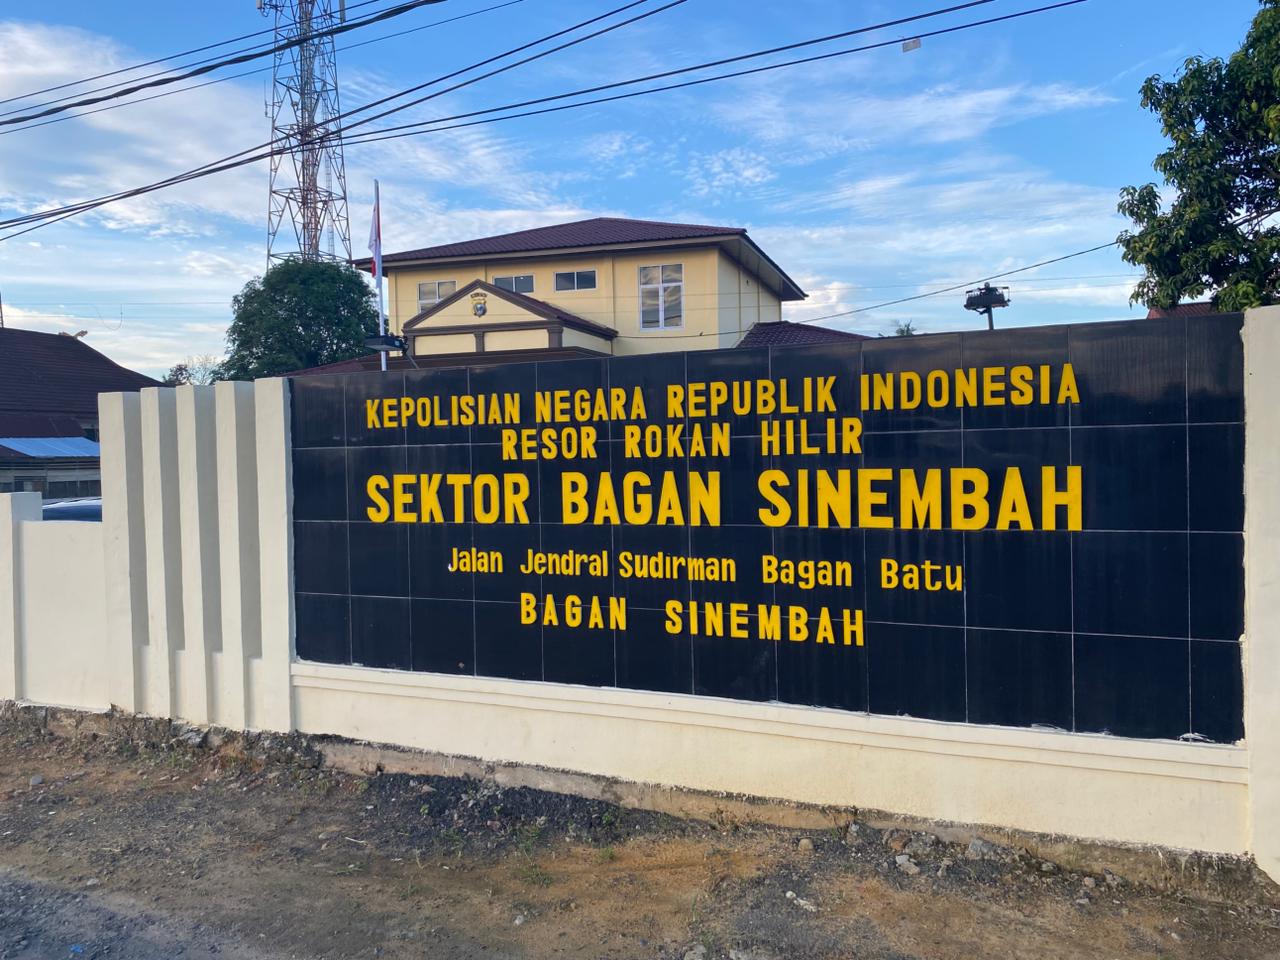 KEPOLISIAN NEGARA REPUBLIK INDONESIA
RESOR ROKAN HILIR
SEKTOR BAGAN SINEMBAH
Jalan Jendral Sudirman Bagan Batu
BAGAN SINEMBAH